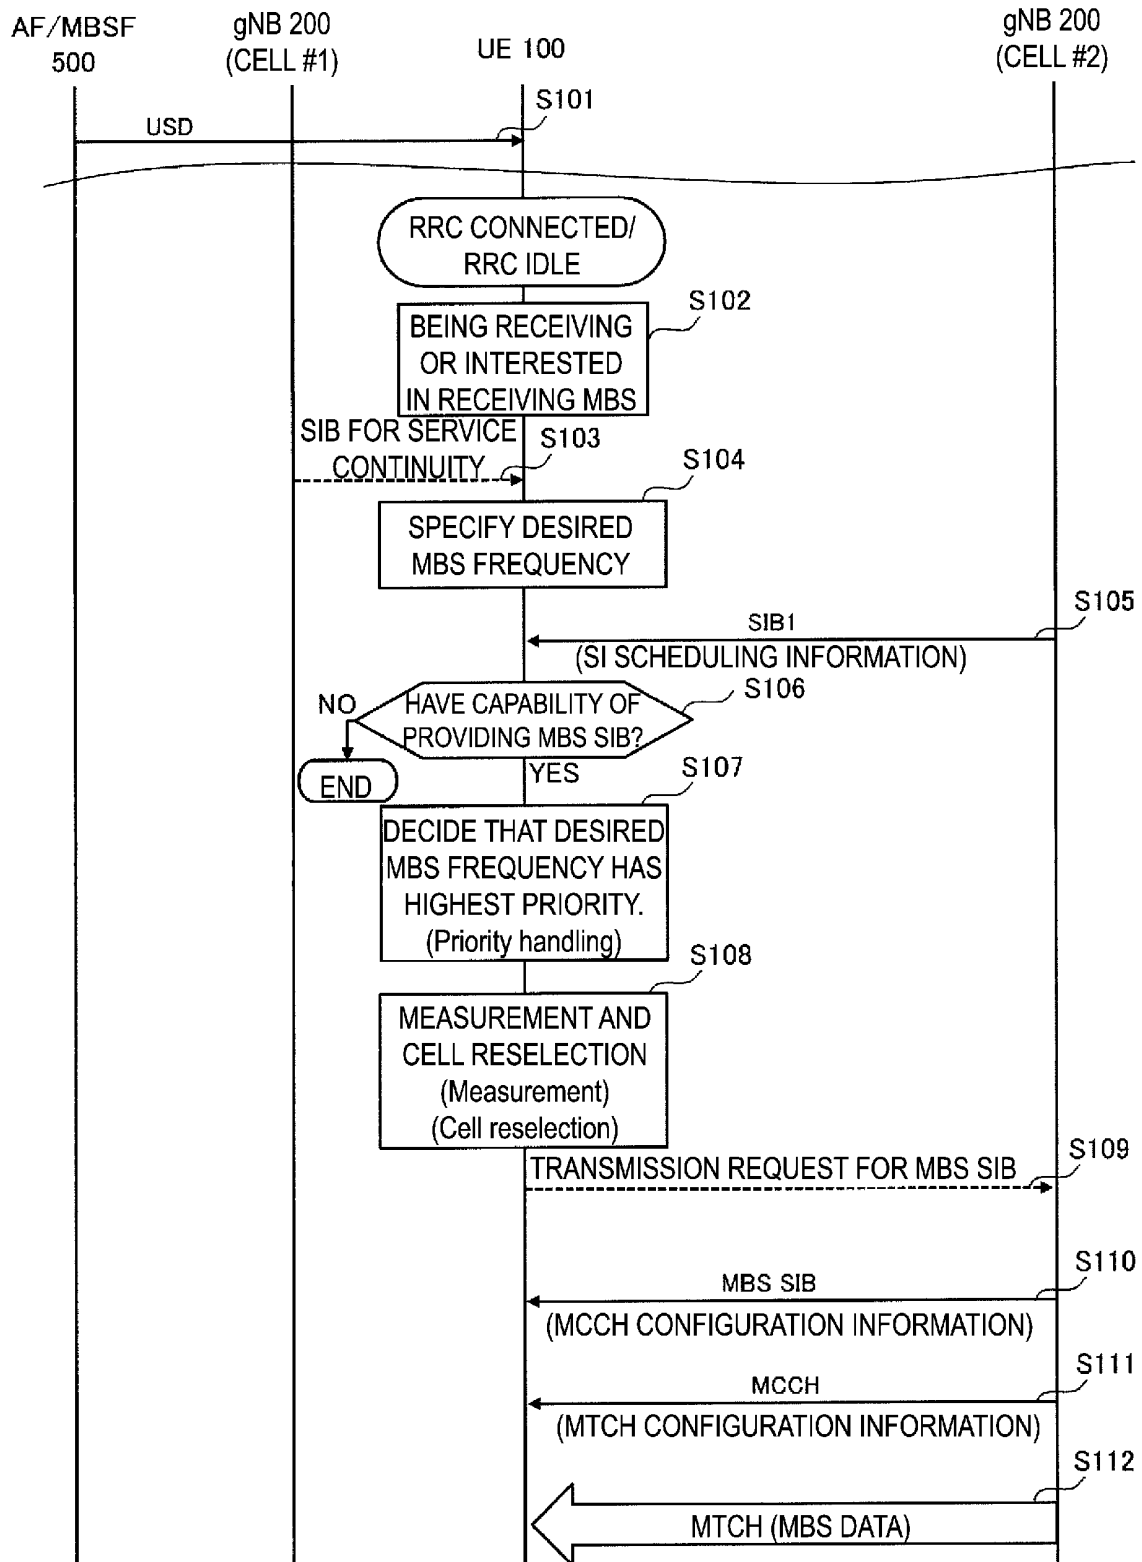 AF/MBSF
500
gNB 200
(CELL #1)
UE 100
gNB 200
(CELL #2)
S101
USD
RRC CONNECTED/
RRC IDLE
S102
BEING RECEIVING
OR INTERESTED
IN RECEIVING MBS
SIB FOR SERVICE
CONTINUITY
S103
S104
SPECIFY DESIRED
MBS FREQUENCY
S105
SIB1
(SI SCHEDULING INFORMATION)
S106
NO
HAVE CAPABILITY OF
PROVIDING MBS SIB?
END
YES
S107
DECIDE THAT DESIRED
MBS FREQUENCY HAS
HIGHEST PRIORITY.
(Priority handling)
S108
MEASUREMENT AND
CELL RESELECTION
(Measurement)
(Cell reselection)
S109
TRANSMISSION REQUEST FOR MBS SIB
S110
MBS SIB
(MCCH CONFIGURATION INFORMATION)
S111
MCCH
(MTCH CONFIGURATION INFORMATION)
S112
MTCH (MBS DATA)